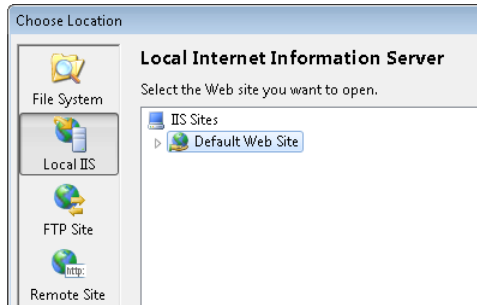 Choose Location
File System
Local IIS
FTP Site
http:
Remote Site
Local Internet Information Server
Select the Web site you want to open.
IIS Sites
Default Web Site